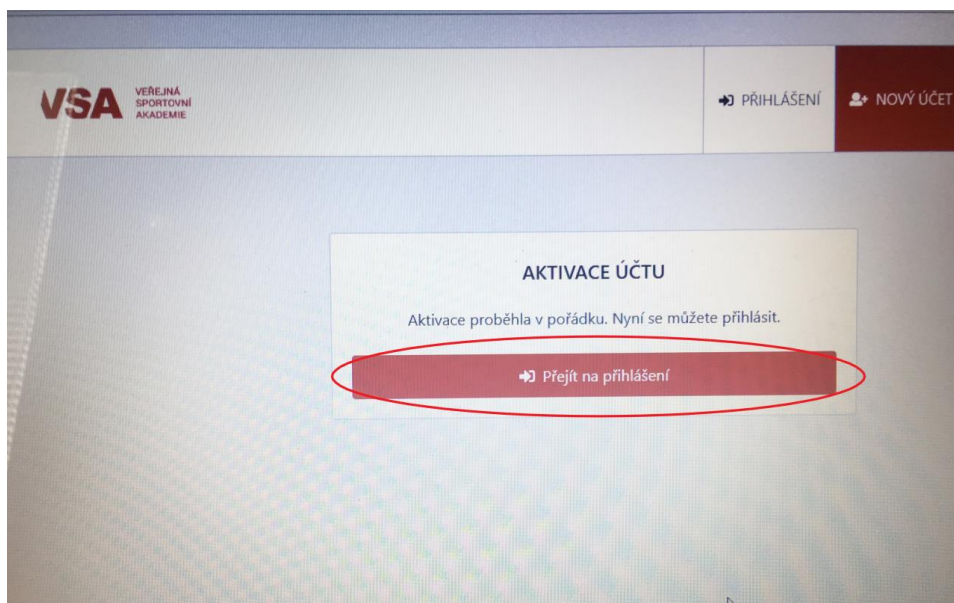 VSA
VEŘEJNÁ
SPORTOVNÍ
AKADEMIE
PŘIHLÁŠENÍ
NOVÝ ÚČET
AKTIVACE ÚČTU
Aktivace proběhla v pořádku. Nyní se můžete přihlásit.
Přejít na přihlášení